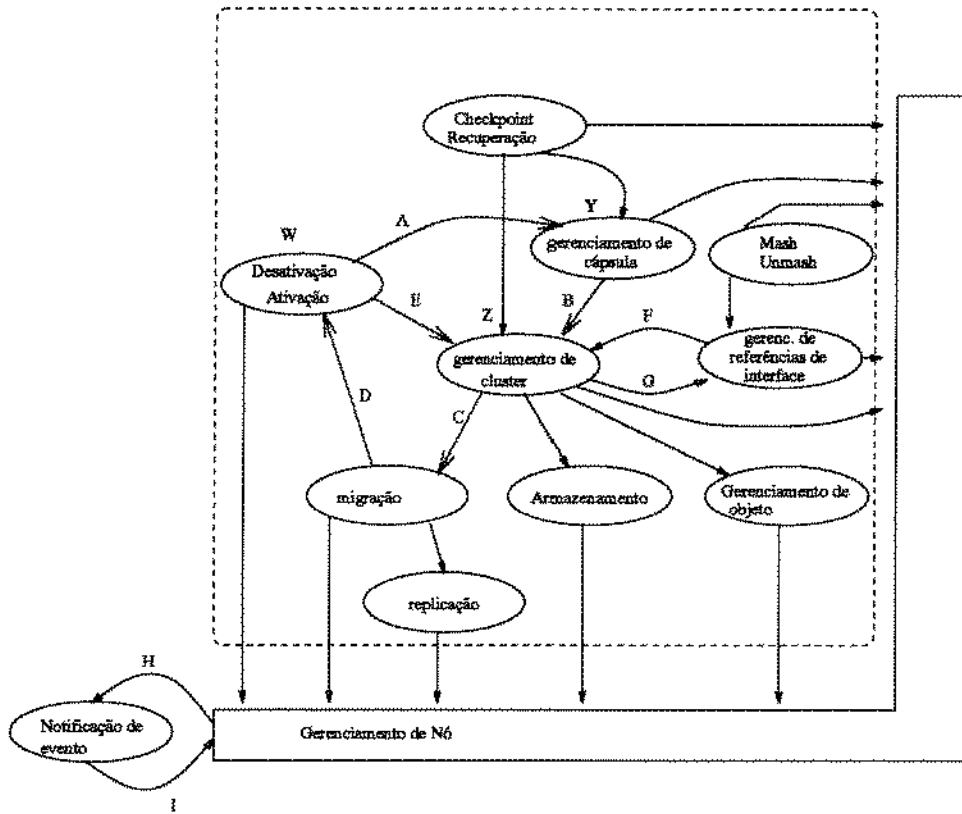 Checkpoint
Recuperação
A
Y
W
gerenciamento de
cápsula
Mash
Unmash
Desativação
Ativação
E
Z
B
F
gerenc. de
referências de
interface
gerenciamento de
cluster
G
D
C
migração
Armazenamento
Gerenciamento de
objeto
replicação
H
Notificação de
evento
Gerenciamento de Nó
I